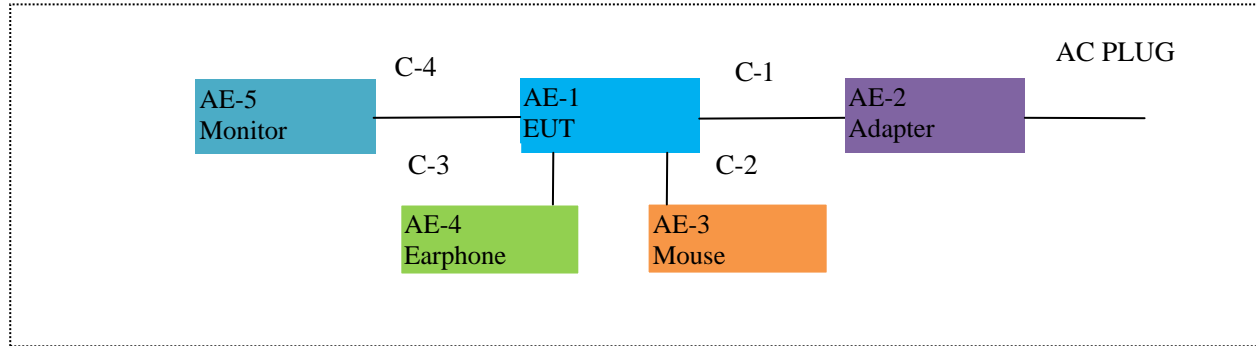 AC PLUG
C-4
C-1
AE-5
Monitor
AE-1
EUT
AE-2
Adapter
C-3
C-2
AE-4
Earphone
AE-3
Mouse